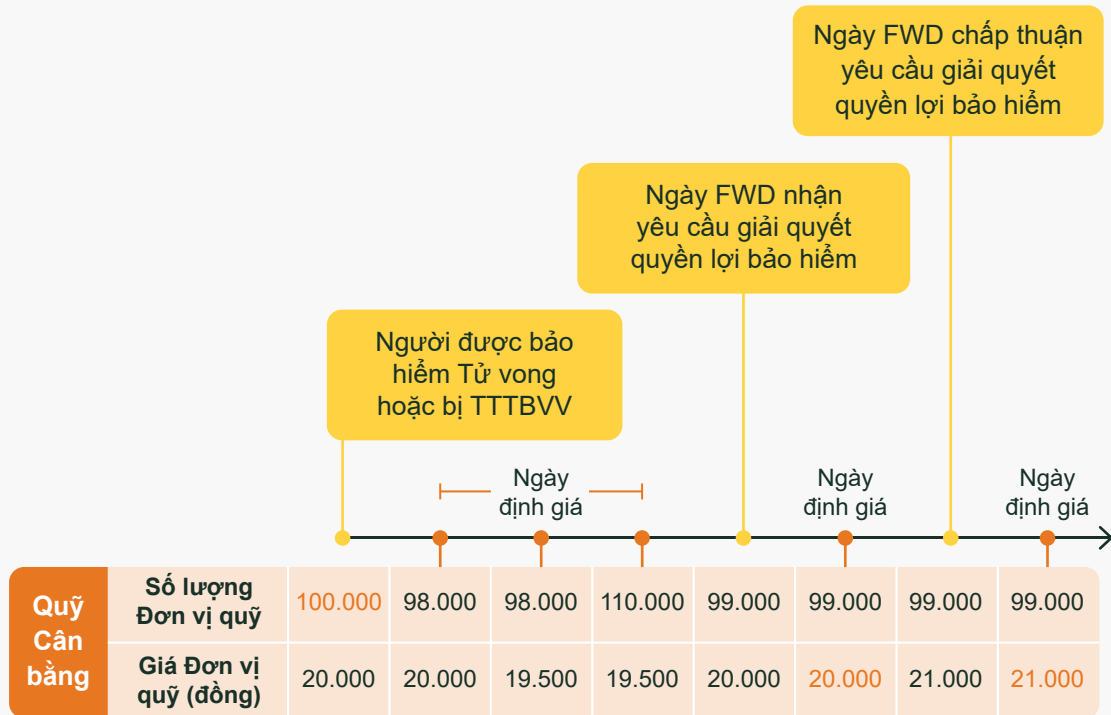 Ngày FWD chấp thuận
yêu cầu giải quyết
quyền lợi bảo hiểm
Ngày FWD nhận
yêu cầu giải quyết
quyền lợi bảo hiểm
Người được bảo
hiểm Tử vong
hoặc bị TTTBVV
Ngày
định giá
Ngày
định giá
Ngày
định giá
Quỹ
Cân
bằng
Số lượng
Đơn vị quỹ
100.000 98.000 98.000 110.000 99.000 99.000 99.000 99.000
Giá Đơn vị
quỹ (đồng)
20.000 20.000 19.500 19.500 20.000 20.000 21.000 21.000